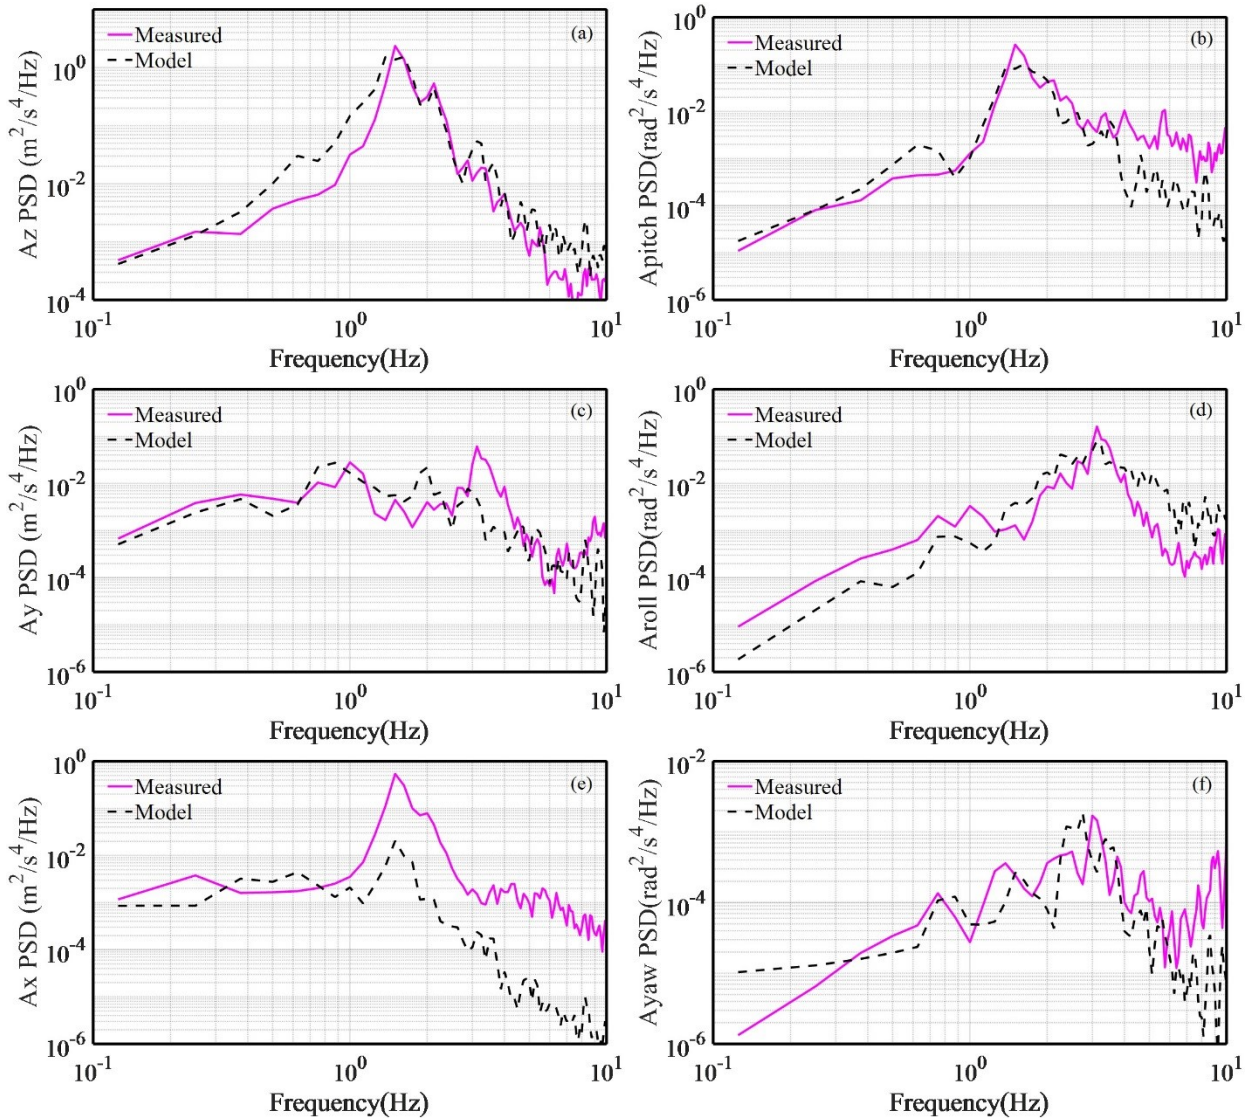 Az PSD (m²/s⁴/Hz)
Measured
Model
(a)
10⁰
10⁻²
10⁻⁴
10⁻¹
10⁰
10¹
Frequency(Hz)
Apitch PSD(rad²/s⁴/Hz)
Measured
Model
(b)
10⁰
10⁻²
10⁻⁴
10⁻⁶
10⁻¹
10⁰
10¹
Frequency(Hz)
Ay PSD (m²/s⁴/Hz)
Measured
Model
(c)
10⁰
10⁻²
10⁻⁴
10⁻⁶
10⁻¹
10⁰
10¹
Frequency(Hz)
Aroll PSD(rad²/s⁴/Hz)
Measured
Model
(d)
10⁰
10⁻²
10⁻⁴
10⁻⁶
10⁻¹
10⁰
10¹
Frequency(Hz)
Ax PSD (m²/s⁴/Hz)
Measured
Model
(e)
10⁰
10⁻²
10⁻⁴
10⁻⁶
10⁻¹
10⁰
10¹
Frequency(Hz)
Ayaw PSD(rad²/s⁴/Hz)
Measured
Model
(f)
10⁻²
10⁻⁴
10⁻⁶
10⁻¹
10⁰
10¹
Frequency(Hz)